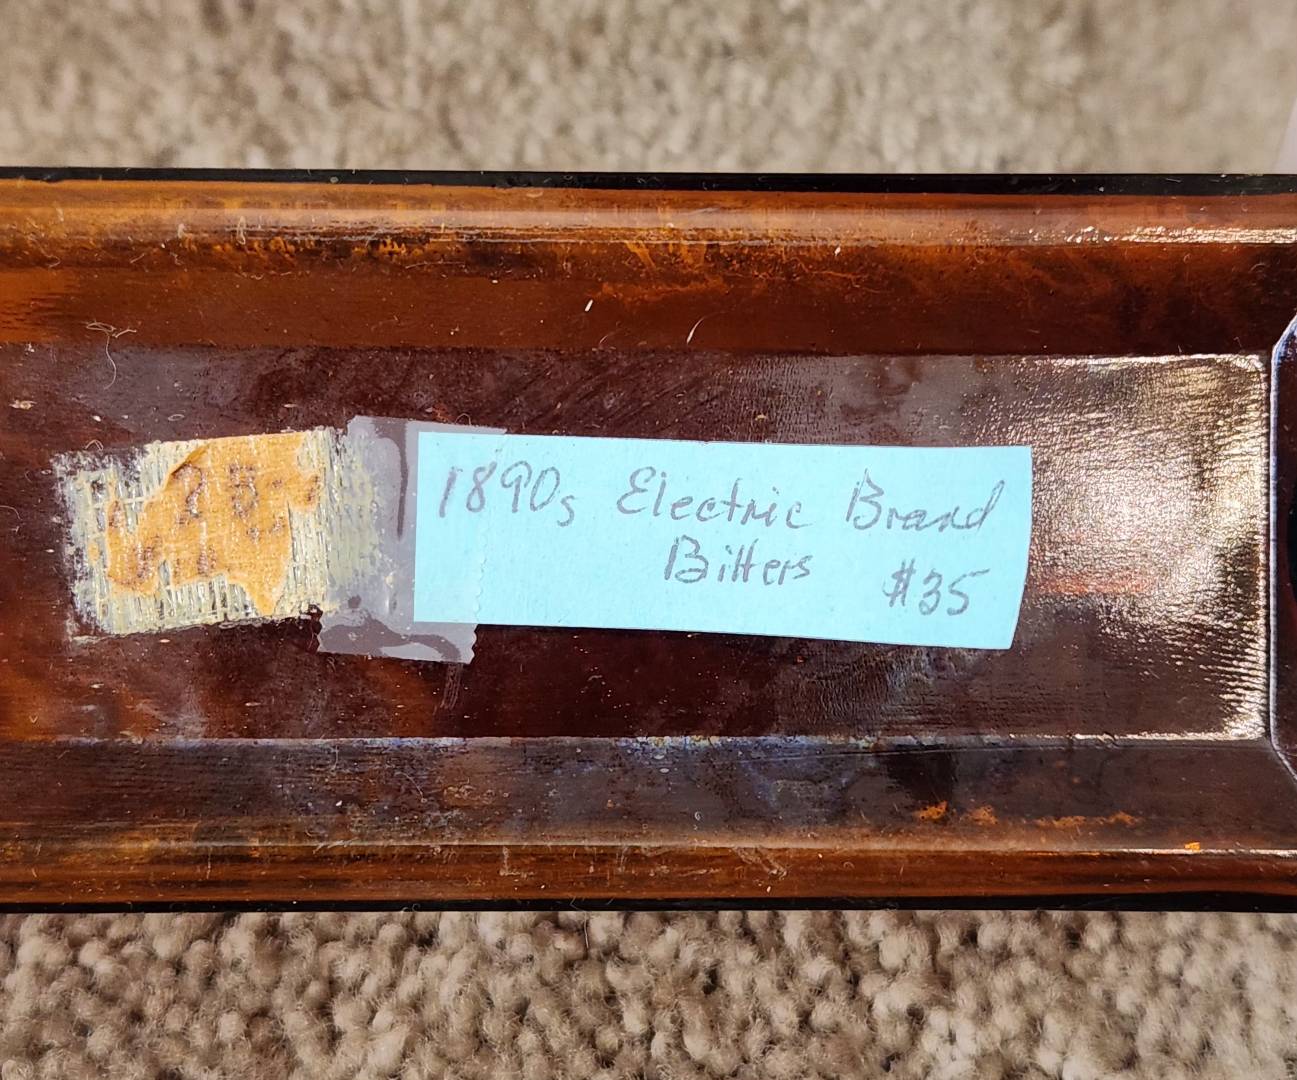 1890s Electric Brand
Bitters $35